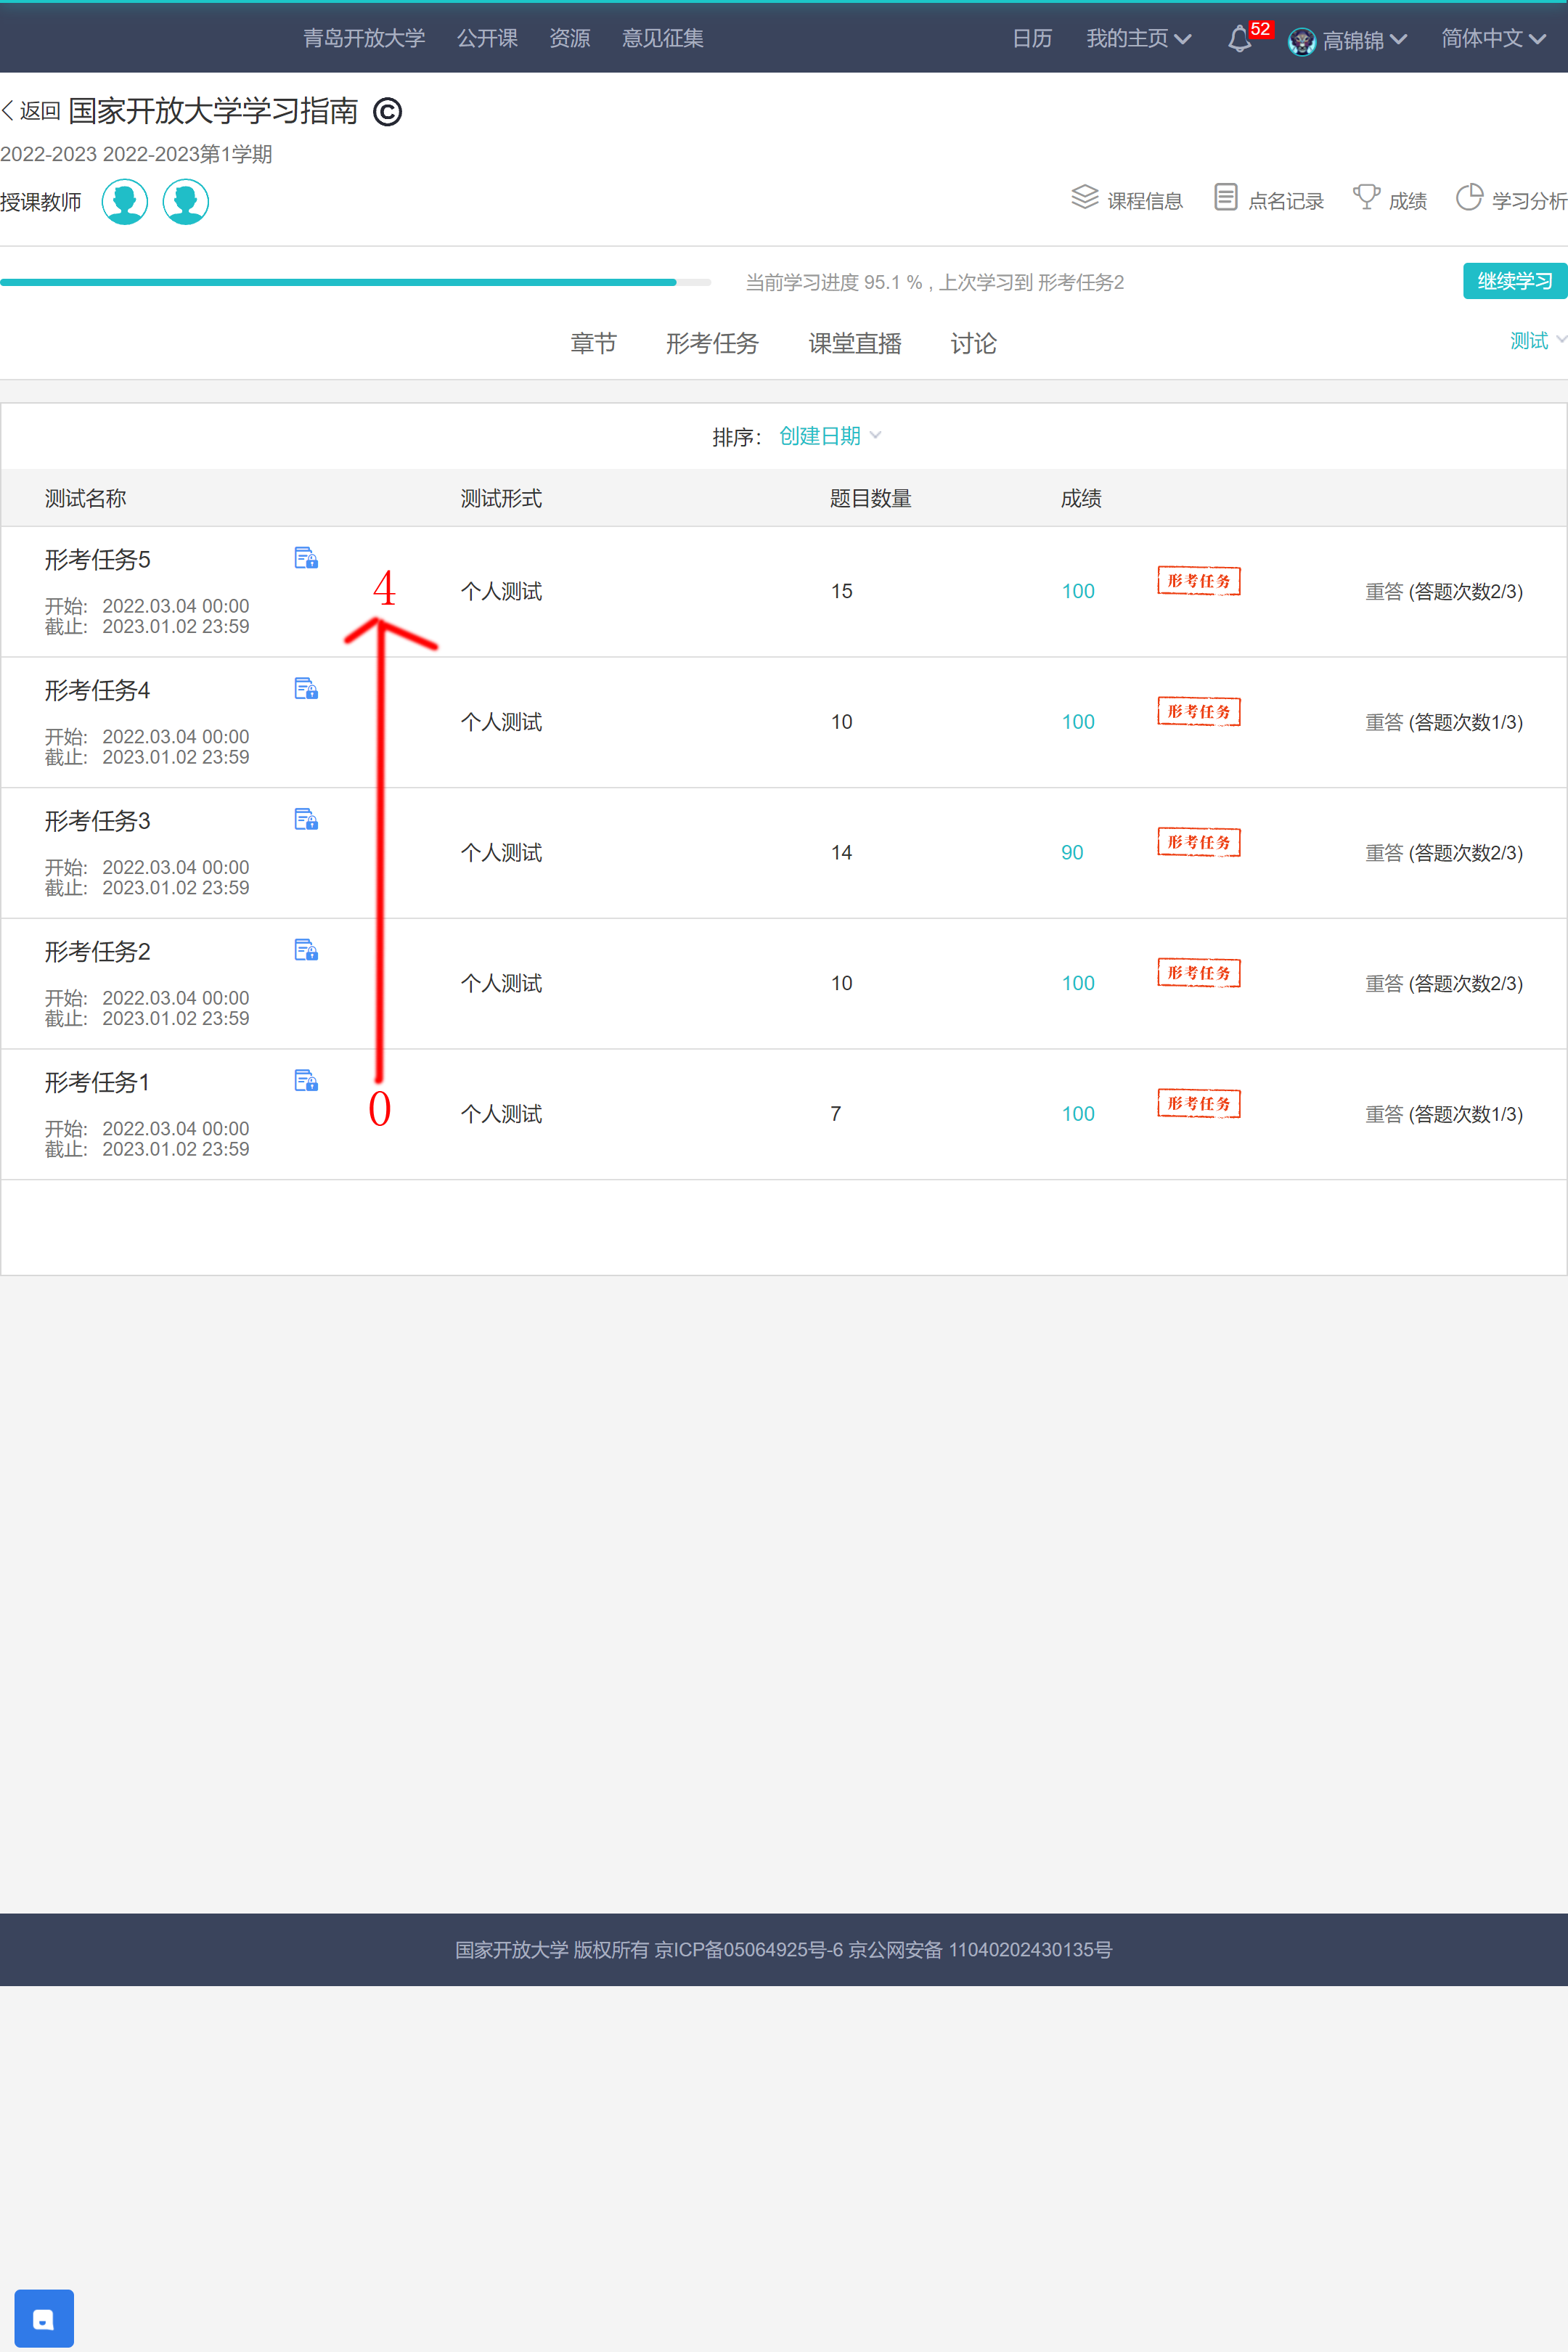 青岛开放大学 公开课 资源 意见征集 日历 我的主页 52 高锦锦 简体中文
返回 国家开放大学学习指南 ©
2022-2023 2022-2023第1学期
授课教师 课程信息 点名记录 成绩 学习分析
当前学习进度 95.1 % , 上次学习到 形考任务2 继续学习
章节 形考任务 课堂直播 讨论 测试
排序： 创建日期
测试名称 测试形式 题目数量 成绩
形考任务5
4 个人测试 15 100 形考任务 重答 (答题次数2/3)
开始: 2022.03.04 00:00
截止: 2023.01.02 23:59
形考任务4
个人测试 10 100 形考任务 重答 (答题次数1/3)
开始: 2022.03.04 00:00
截止: 2023.01.02 23:59
形考任务3
个人测试 14 90 形考任务 重答 (答题次数2/3)
开始: 2022.03.04 00:00
截止: 2023.01.02 23:59
形考任务2
个人测试 10 100 形考任务 重答 (答题次数2/3)
开始: 2022.03.04 00:00
截止: 2023.01.02 23:59
形考任务1
0 个人测试 7 100 形考任务 重答 (答题次数1/3)
开始: 2022.03.04 00:00
截止: 2023.01.02 23:59
国家开放大学 版权所有 京ICP备05064925号-6 京公网安备 11040202430135号